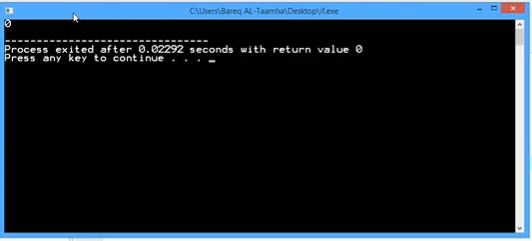 C:\Users\Bareq AL-Taamha\Desktop\if.exe
0
--------------------------------
Process exited after 0.02292 seconds with return value 0
Press any key to continue . . . _